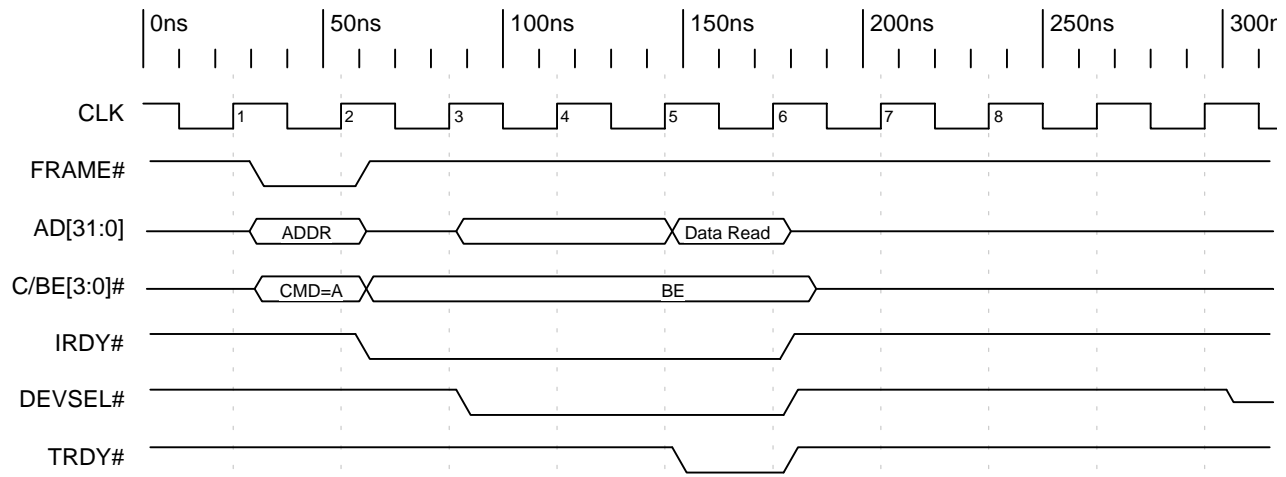 0ns 50ns 100ns 150ns 200ns 250ns 300n
CLK 1 2 3 4 5 6 7 8
FRAME#
AD[31:0] ADDR Data Read
C/BE[3:0]# CMD=A BE
IRDY#
DEVSEL#
TRDY#